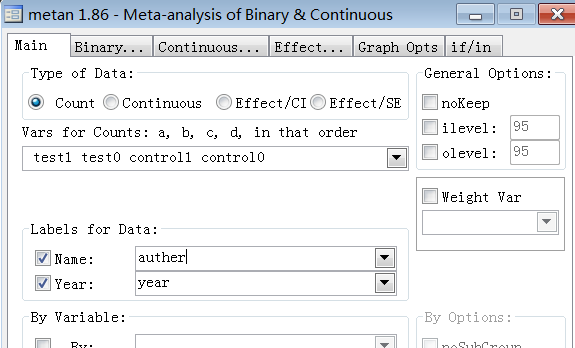 metan 1.86 - Meta-analysis of Binary & Continuous
Main Binary... Continuous... Effect... Graph Opts if/in
Type of Data:
Count Continuous Effect/CI Effect/SE
Vars for Counts: a, b, c, d, in that order
test1 test0 control1 control0
General Options:
noKeep
ilevel: 95
olevel: 95
Weight Var
Labels for Data:
Name: auther
Year: year
By Variable:
By:
By Options:
noSubGroup